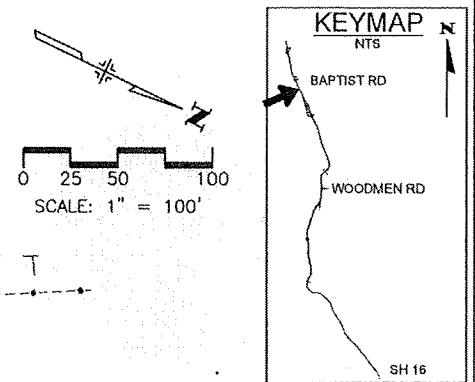 KEYMAP
NTS
N
BAPTIST RD
WOODMEN RD
SH 16
N
0 25 50 100
SCALE: 1" = 100'
T